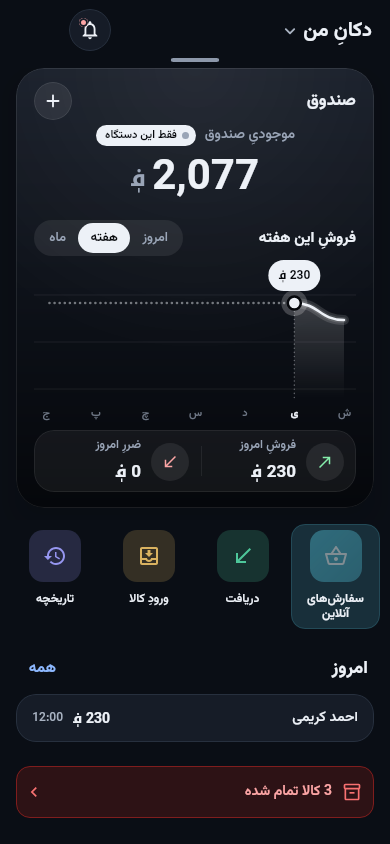 دکانِ من
صندوق
موجودیِ صندوق فقط این دستگاه
2,077 ؋
فروشِ این هفته امروز هفته ماه
230 ؋
ش ی د س چ پ ج
فروشِ امروز ضررِ امروز
230 ؋ 0 ؋
سفارش‌های آنلاین
دریافت
ورودِ کالا
تاریخچه
امروز همه
احمد کریمی 230 ؋ 12:00
3 کالا تمام شده